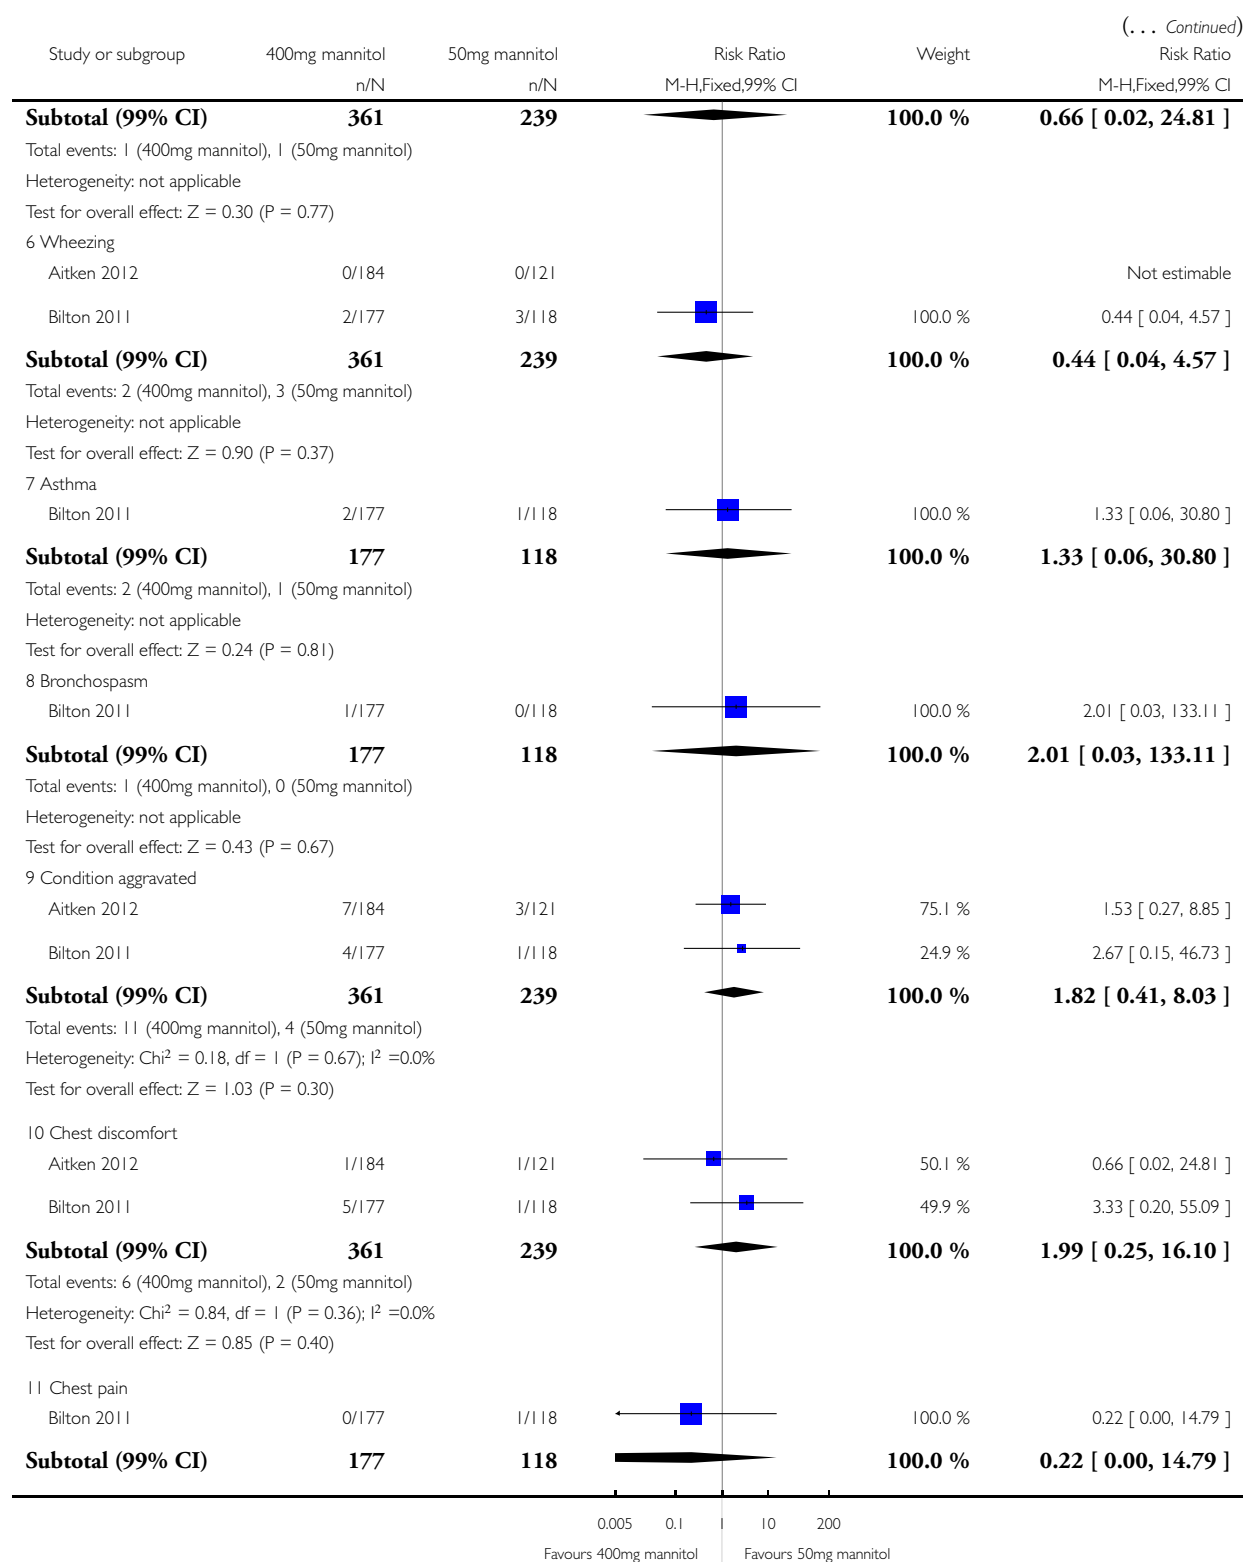 (... Continued)
Study or subgroup 400mg mannitol 50mg mannitol Risk Ratio Weight Risk Ratio
n/N n/N M-H,Fixed,99% CI M-H,Fixed,99% CI
Subtotal (99% CI) 361 239 100.0 % 0.66 [ 0.02, 24.81 ]
Total events: 1 (400mg mannitol), 1 (50mg mannitol)
Heterogeneity: not applicable
Test for overall effect: Z = 0.30 (P = 0.77)
6 Wheezing
Aitken 2012 0/184 0/121 Not estimable
Bilton 2011 2/177 3/118 100.0 % 0.44 [ 0.04, 4.57 ]
Subtotal (99% CI) 361 239 100.0 % 0.44 [ 0.04, 4.57 ]
Total events: 2 (400mg mannitol), 3 (50mg mannitol)
Heterogeneity: not applicable
Test for overall effect: Z = 0.90 (P = 0.37)
7 Asthma
Bilton 2011 2/177 1/118 100.0 % 1.33 [ 0.06, 30.80 ]
Subtotal (99% CI) 177 118 100.0 % 1.33 [ 0.06, 30.80 ]
Total events: 2 (400mg mannitol), 1 (50mg mannitol)
Heterogeneity: not applicable
Test for overall effect: Z = 0.24 (P = 0.81)
8 Bronchospasm
Bilton 2011 1/177 0/118 100.0 % 2.01 [ 0.03, 133.11 ]
Subtotal (99% CI) 177 118 100.0 % 2.01 [ 0.03, 133.11 ]
Total events: 1 (400mg mannitol), 0 (50mg mannitol)
Heterogeneity: not applicable
Test for overall effect: Z = 0.43 (P = 0.67)
9 Condition aggravated
Aitken 2012 7/184 3/121 75.1 % 1.53 [ 0.27, 8.85 ]
Bilton 2011 4/177 1/118 24.9 % 2.67 [ 0.15, 46.73 ]
Subtotal (99% CI) 361 239 100.0 % 1.82 [ 0.41, 8.03 ]
Total events: 11 (400mg mannitol), 4 (50mg mannitol)
Heterogeneity: Chi² = 0.18, df = 1 (P = 0.67); I² =0.0%
Test for overall effect: Z = 1.03 (P = 0.30)
10 Chest discomfort
Aitken 2012 1/184 1/121 50.1 % 0.66 [ 0.02, 24.81 ]
Bilton 2011 5/177 1/118 49.9 % 3.33 [ 0.20, 55.09 ]
Subtotal (99% CI) 361 239 100.0 % 1.99 [ 0.25, 16.10 ]
Total events: 6 (400mg mannitol), 2 (50mg mannitol)
Heterogeneity: Chi² = 0.84, df = 1 (P = 0.36); I² =0.0%
Test for overall effect: Z = 0.85 (P = 0.40)
11 Chest pain
Bilton 2011 0/177 1/118 100.0 % 0.22 [ 0.00, 14.79 ]
Subtotal (99% CI) 177 118 100.0 % 0.22 [ 0.00, 14.79 ]
0.005 0.1 1 10 200
Favours 400mg mannitol Favours 50mg mannitol